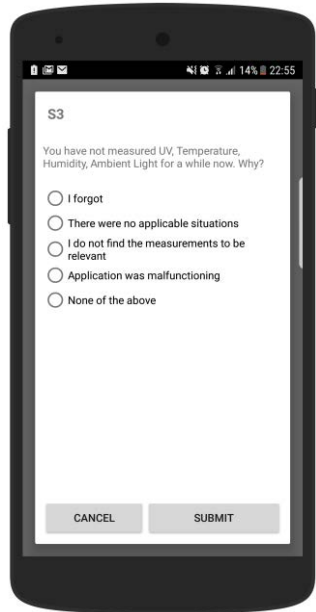 14% 22:55
S3
You have not measured UV, Temperature,
Humidity, Ambient Light for a while now. Why?
I forgot
There were no applicable situations
I do not find the measurements to be
relevant
Application was malfunctioning
None of the above
CANCEL SUBMIT